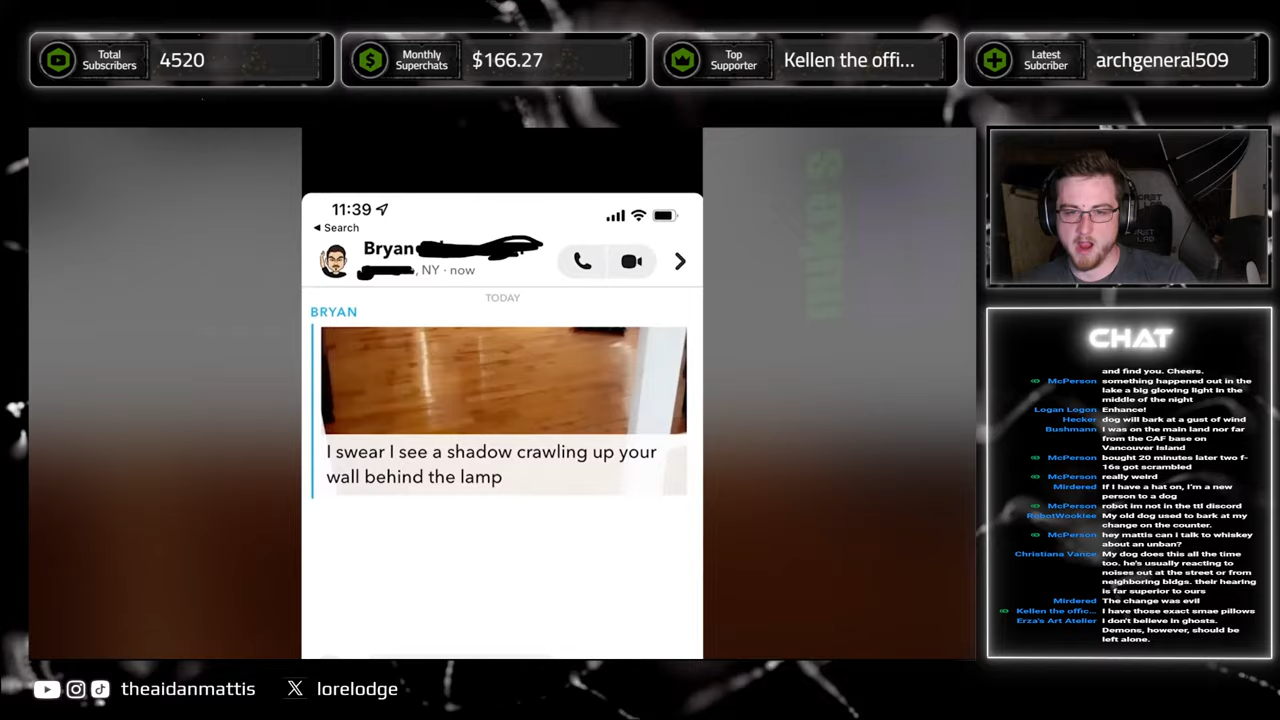 Total
Subscribers
4520
Monthly
Superchats
$166.27
Top
Supporter
Kellen the offi...
Latest
Subcriber
archgeneral509
11:39
Search
Bryan
, NY · now
TODAY
BRYAN
I swear I see a shadow crawling up your
wall behind the lamp
CHAT
and find you. Cheers.
McPerson something happened out in the
lake a big glowing light in the
middle of the night
Logan Logon Enhance!
Hecker dog will bark at a gust of wind
Bushmann I was on the main land nor far
from the CAF base on
Vancouver Island
McPerson bought 20 minutes later two f-
16s got scrambled
McPerson really weird
Mirdered If I have a hat on, I'm a new
person to a dog
McPerson robot im not in the ttl discord
RobotWookiee My old dog used to bark at my
change on the counter.
McPerson hey mattis can I talk to whiskey
about an unban?
Christiana Vance My dog does this all the time
too. he's usually reacting to
noises out at the street or from
neighboring bldgs. their hearing
is far superior to ours
Mirdered The change was evil
Kellen the offic... I have those exact smae pillows
Erza's Art Atelier I don't believe in ghosts.
Demons, however, should be
left alone.
theaidanmattis
lorelodge